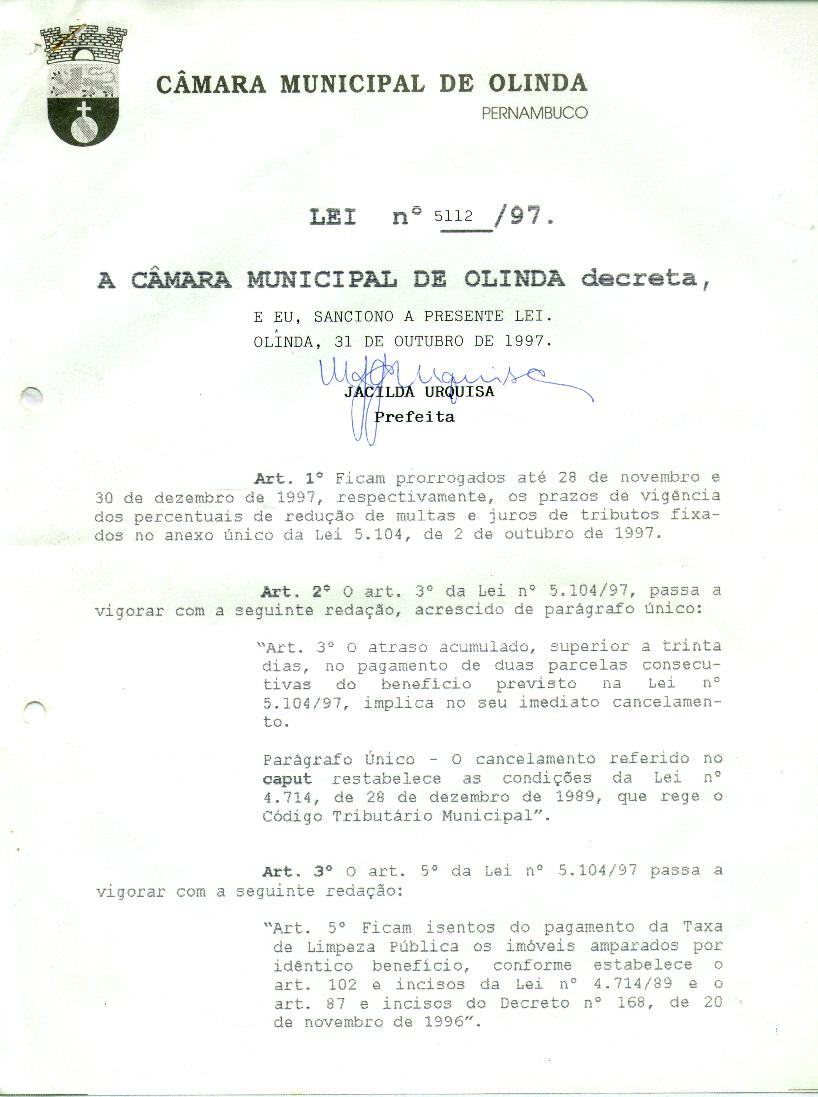 CÂMARA MUNICIPAL DE OLINDA
PERNAMBUCO
LEI nº 5112 /97.
A CÂMARA MUNICIPAL DE OLINDA decreta,
E EU, SANCIONO A PRESENTE LEI.
OLINDA, 31 DE OUTUBRO DE 1997.
JACILDA URQUISA
Prefeita
Art. 1º Ficam prorrogados até 28 de novembro e
30 de dezembro de 1997, respectivamente, os prazos de vigência
dos percentuais de redução de multas e juros de tributos fixa-
dos no anexo único da Lei 5.104, de 2 de outubro de 1997.
Art. 2º O art. 3º da Lei nº 5.104/97, passa a
vigorar com a seguinte redação, acrescido de parágrafo único:
"Art. 3º O atraso acumulado, superior a trinta
dias, no pagamento de duas parcelas consecu-
tivas do benefício previsto na Lei nº
5.104/97, implica no seu imediato cancelamen-
to.
Parágrafo Único - O cancelamento referido no
caput restabelece as condições da Lei nº
4.714, de 28 de dezembro de 1989, que rege o
Código Tributário Municipal".
Art. 3º O art. 5º da Lei nº 5.104/97 passa a
vigorar com a seguinte redação:
"Art. 5º Ficam isentos do pagamento da Taxa
de Limpeza Pública os imóveis amparados por
idêntico benefício, conforme estabelece o
art. 102 e incisos da Lei nº 4.714/89 e o
art. 87 e incisos do Decreto nº 168, de 20
de novembro de 1996".